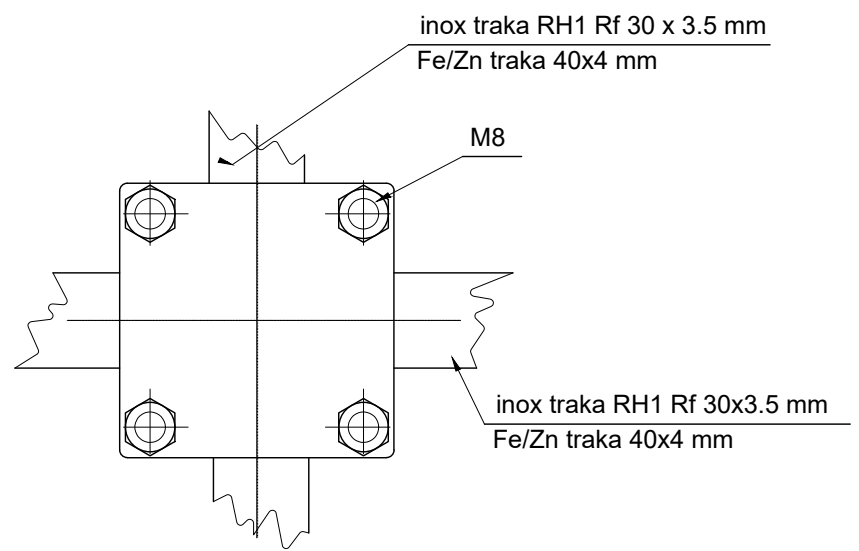 inox traka RH1 Rf 30 x 3.5 mm
Fe/Zn traka 40x4 mm
M8
inox traka RH1 Rf 30x3.5 mm
Fe/Zn traka 40x4 mm